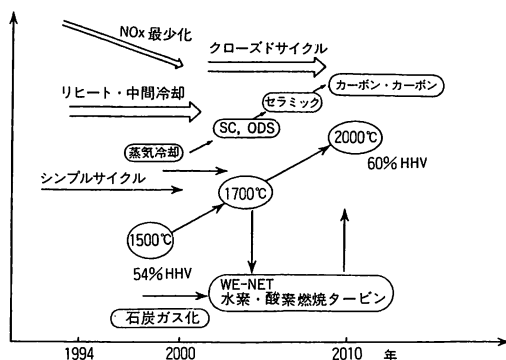 NOx 最少化
クローズドサイクル
リヒート・中間冷却
カーボン・カーボン
セラミック
SC, ODS
蒸気冷却
2000℃
60% HHV
シンプルサイクル
1700℃
1500℃
54% HHV
WE-NET
水素・酸素燃焼タービン
石炭ガス化
1994
2000
2010
年